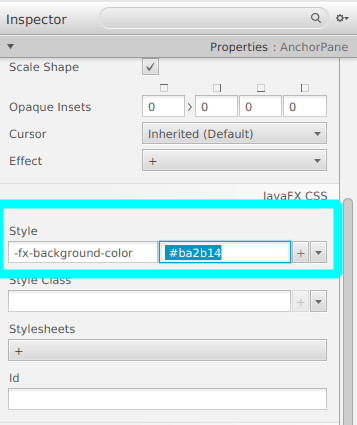 Inspector
Properties : AnchorPane
Scale Shape
Opaque Insets 0 0 0 0
Cursor Inherited (Default)
Effect +
JavaFX CSS
Style
-fx-background-color #ba2b14 +
Style Class
+
Stylesheets
+
Id